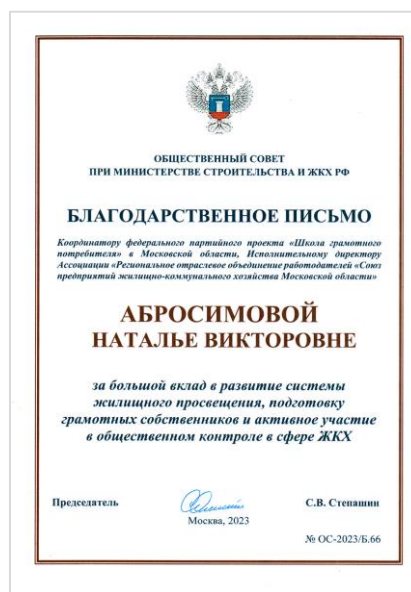 ОБЩЕСТВЕННЫЙ СОВЕТ
ПРИ МИНИСТЕРСТВЕ СТРОИТЕЛЬСТВА И ЖКХ РФ
БЛАГОДАРСТВЕННОЕ ПИСЬМО
Координатору федерального партийного проекта «Школа грамотного
потребителя» в Московской области, Исполнительному директору
Ассоциации «Региональное отраслевое объединение работодателей «Союз
предприятий жилищно-коммунального хозяйства Московской области»
АБРОСИМОВОЙ
НАТАЛЬЕ ВИКТОРОВНЕ
за большой вклад в развитие системы
жилищного просвещения, подготовку
грамотных собственников и активное участие
в общественном контроле в сфере ЖКХ
Председатель С.В. Степашин
Москва, 2023
№ ОС-2023/Б.66